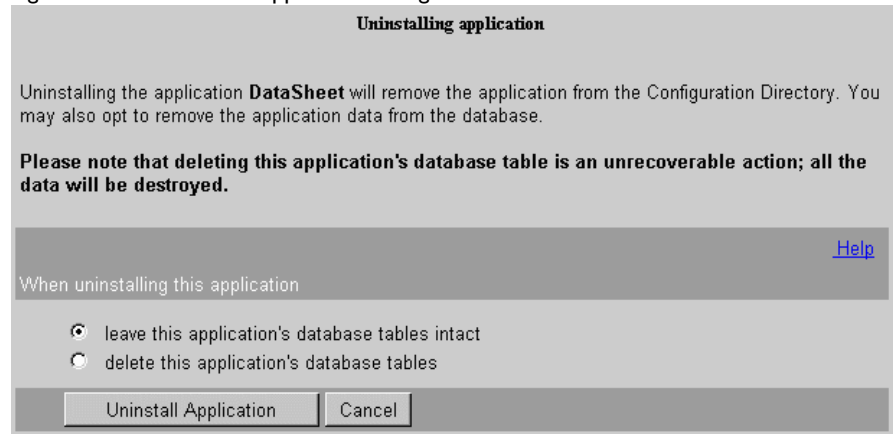 Uninstalling application
Uninstalling the application DataSheet will remove the application from the Configuration Directory. You
may also opt to remove the application data from the database.
Please note that deleting this application's database table is an unrecoverable action; all the
data will be destroyed.
Help
When uninstalling this application
leave this application's database tables intact
delete this application's database tables
Uninstall Application Cancel